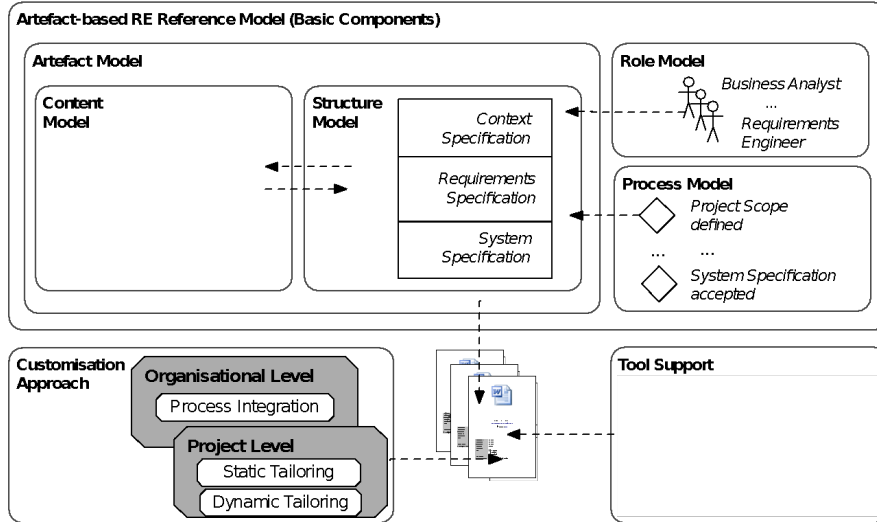 Artefact-based RE Reference Model (Basic Components)
Artefact Model
Content
Model
Structure
Model
Context
Specification
Requirements
Specification
System
Specification
Role Model
Business Analyst
...
Requirements
Engineer
Process Model
Project Scope
defined
... ...
System Specification
accepted
Customisation
Approach
Organisational Level
Process Integration
Project Level
Static Tailoring
Dynamic Tailoring
Tool Support